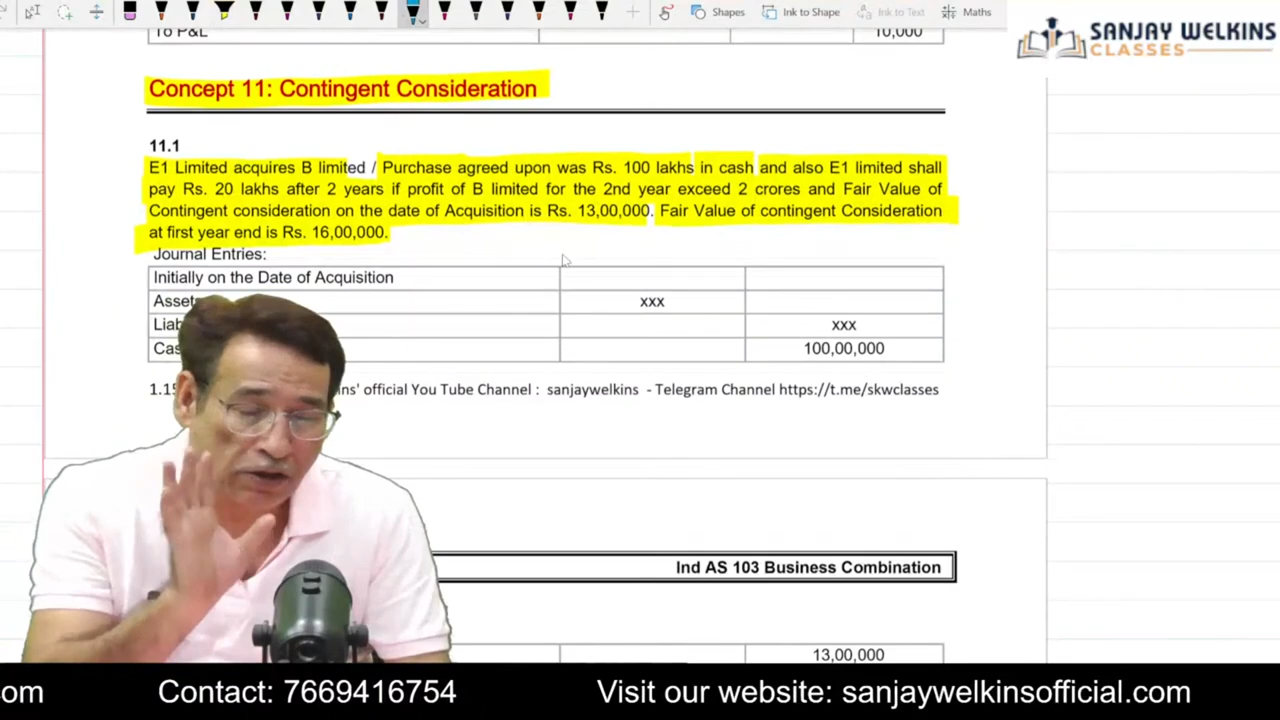 Shapes
Ink to Shape
Ink to Text
Maths
SANJAY WELKINS
CLASSES
To P&L
10,000
Concept 11: Contingent Consideration
11.1
E1 Limited acquires B limited / Purchase agreed upon was Rs. 100 lakhs in cash and also E1 limited shall
pay Rs. 20 lakhs after 2 years if profit of B limited for the 2nd year exceed 2 crores and Fair Value of
Contingent consideration on the date of Acquisition is Rs. 13,00,000. Fair Value of contingent Consideration
at first year end is Rs. 16,00,000.
Journal Entries:
Initially on the Date of Acquisition
Assets xxx
xxx
100,00,000
official You Tube Channel : sanjaywelkins - Telegram Channel https://t.me/skwclasses
Ind AS 103 Business Combination
13,00,000
Contact: 7669416754
Visit our website: sanjaywelkinsofficial.com